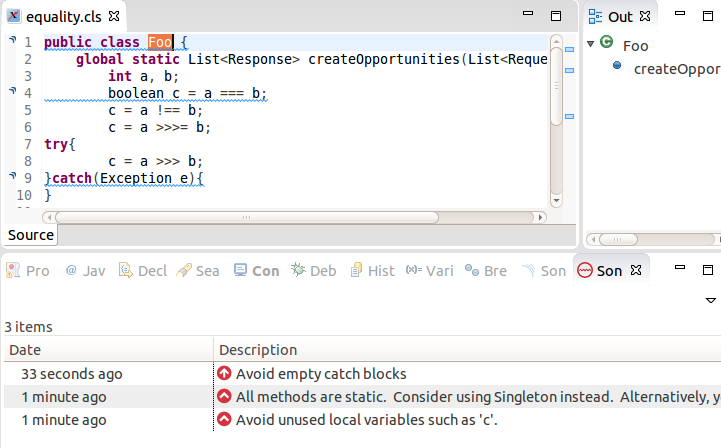 equality.cls
Out
1 public class Foo {
2 global static List<Response> createOpportunities(List<Reque
3 int a, b;
4 boolean c = a === b;
5 c = a !== b;
6 c = a >>>= b;
7 try{
8 c = a >>> b;
9 }catch(Exception e){
10 }
Foo
createOppor
Source
Pro @ Jav Decl Sea Con Deb Hist (x)= Vari Bre Son Son
3 items
Date Description
33 seconds ago Avoid empty catch blocks
1 minute ago All methods are static. Consider using Singleton instead. Alternatively, y
1 minute ago Avoid unused local variables such as 'c'.